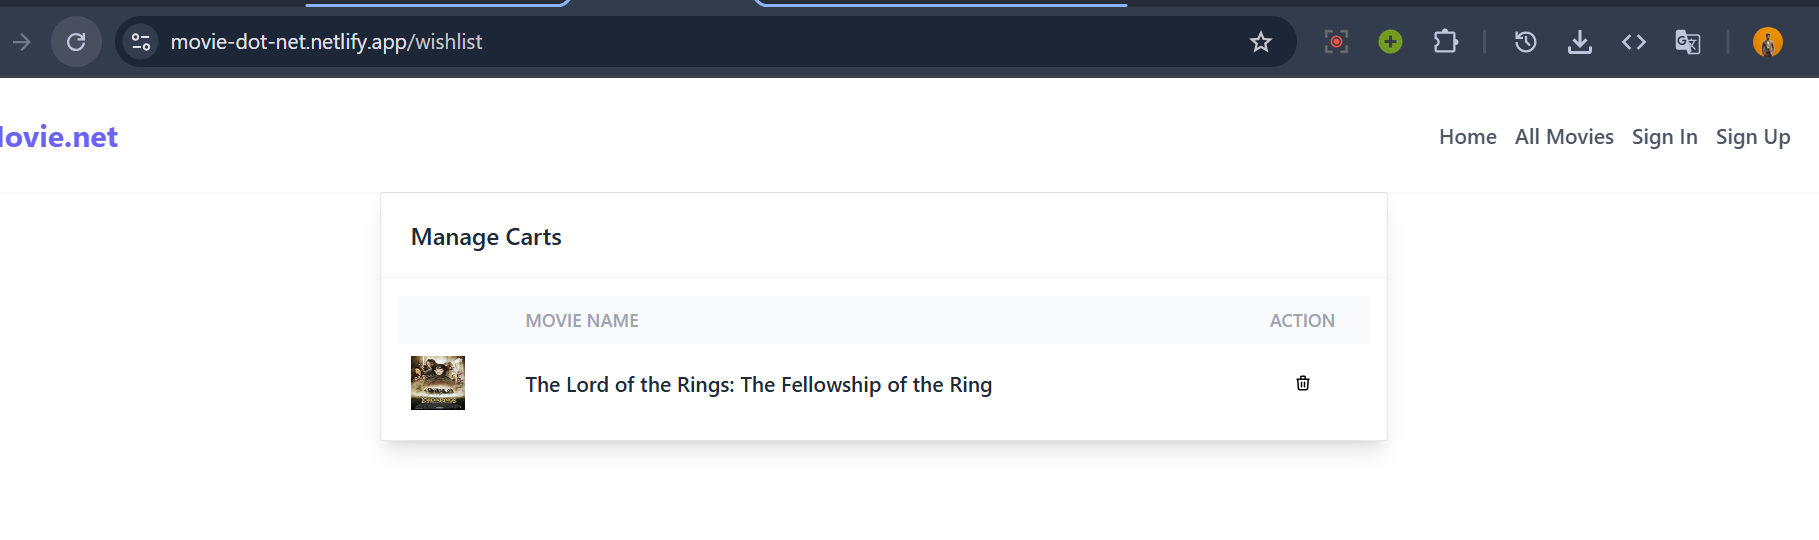 movie-dot-net.netlify.app/wishlist
ovie.net
Home All Movies Sign In Sign Up
Manage Carts
MOVIE NAME ACTION
The Lord of the Rings: The Fellowship of the Ring